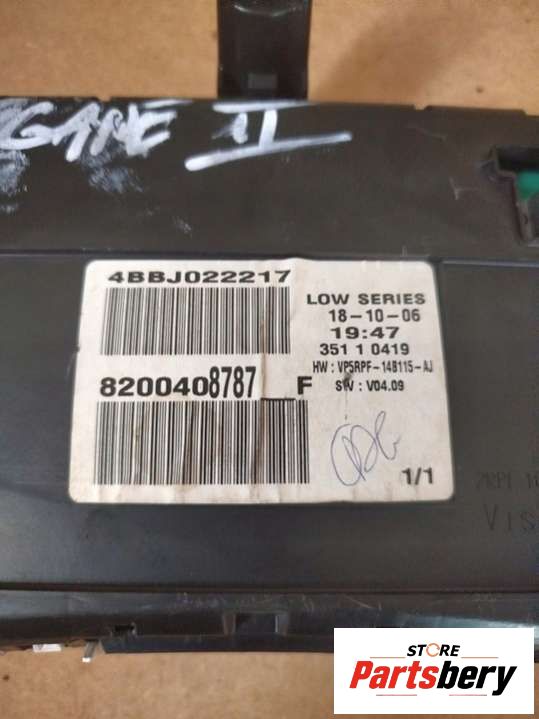 GANE II
4BBJ022217
8200408787 F
LOW SERIES
18-10-06
19:47
351 1 0419
HW : VP5RPF-14B115-AJ
SW : V04.09
1/1
Vis
STORE
Partsbery